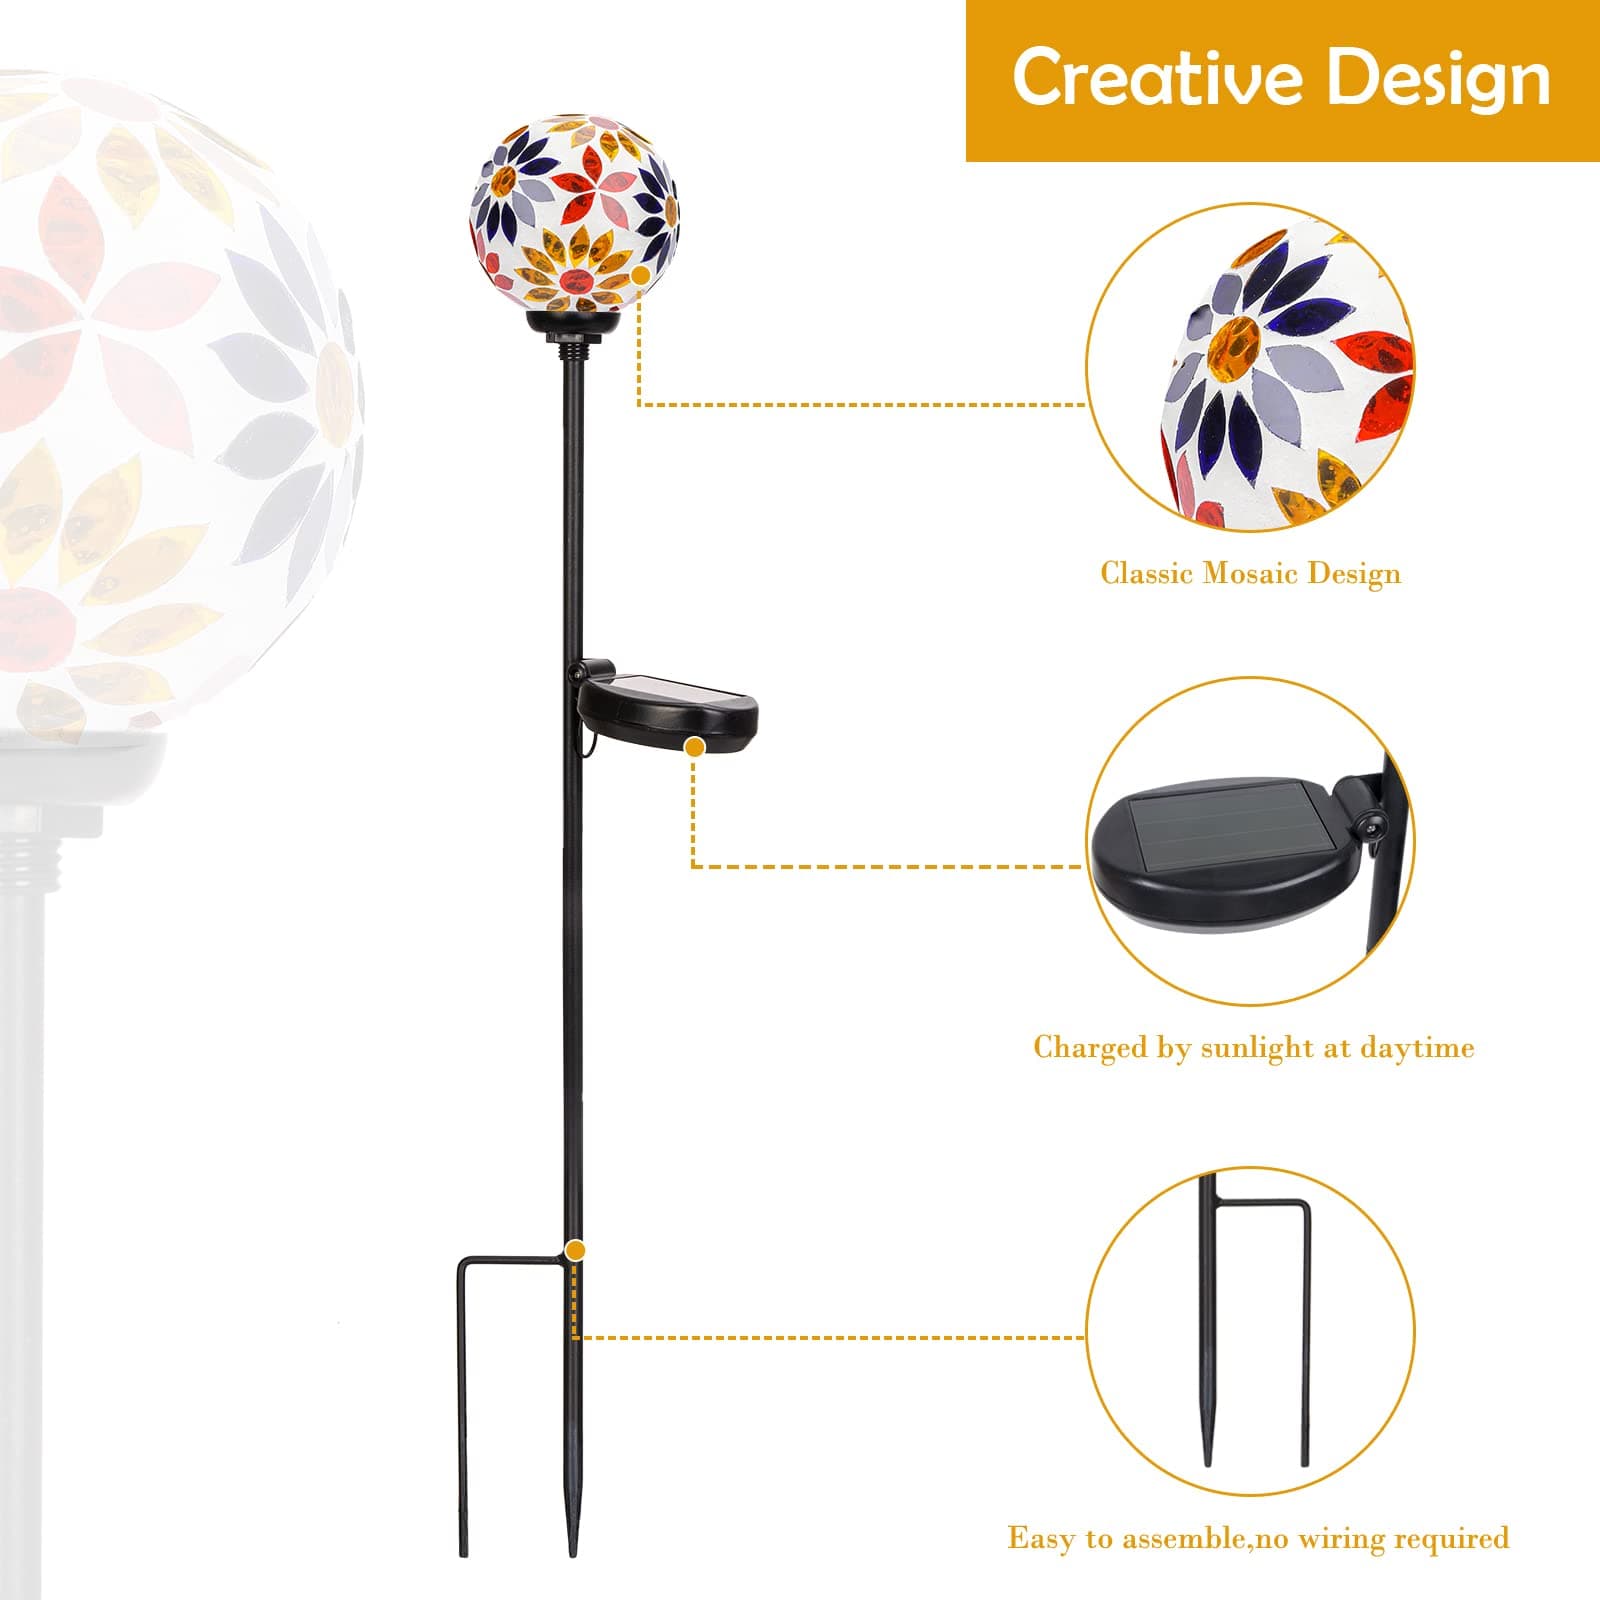 Creative Design
Classic Mosaic Design
Charged by sunlight at daytime
Easy to assemble,no wiring required